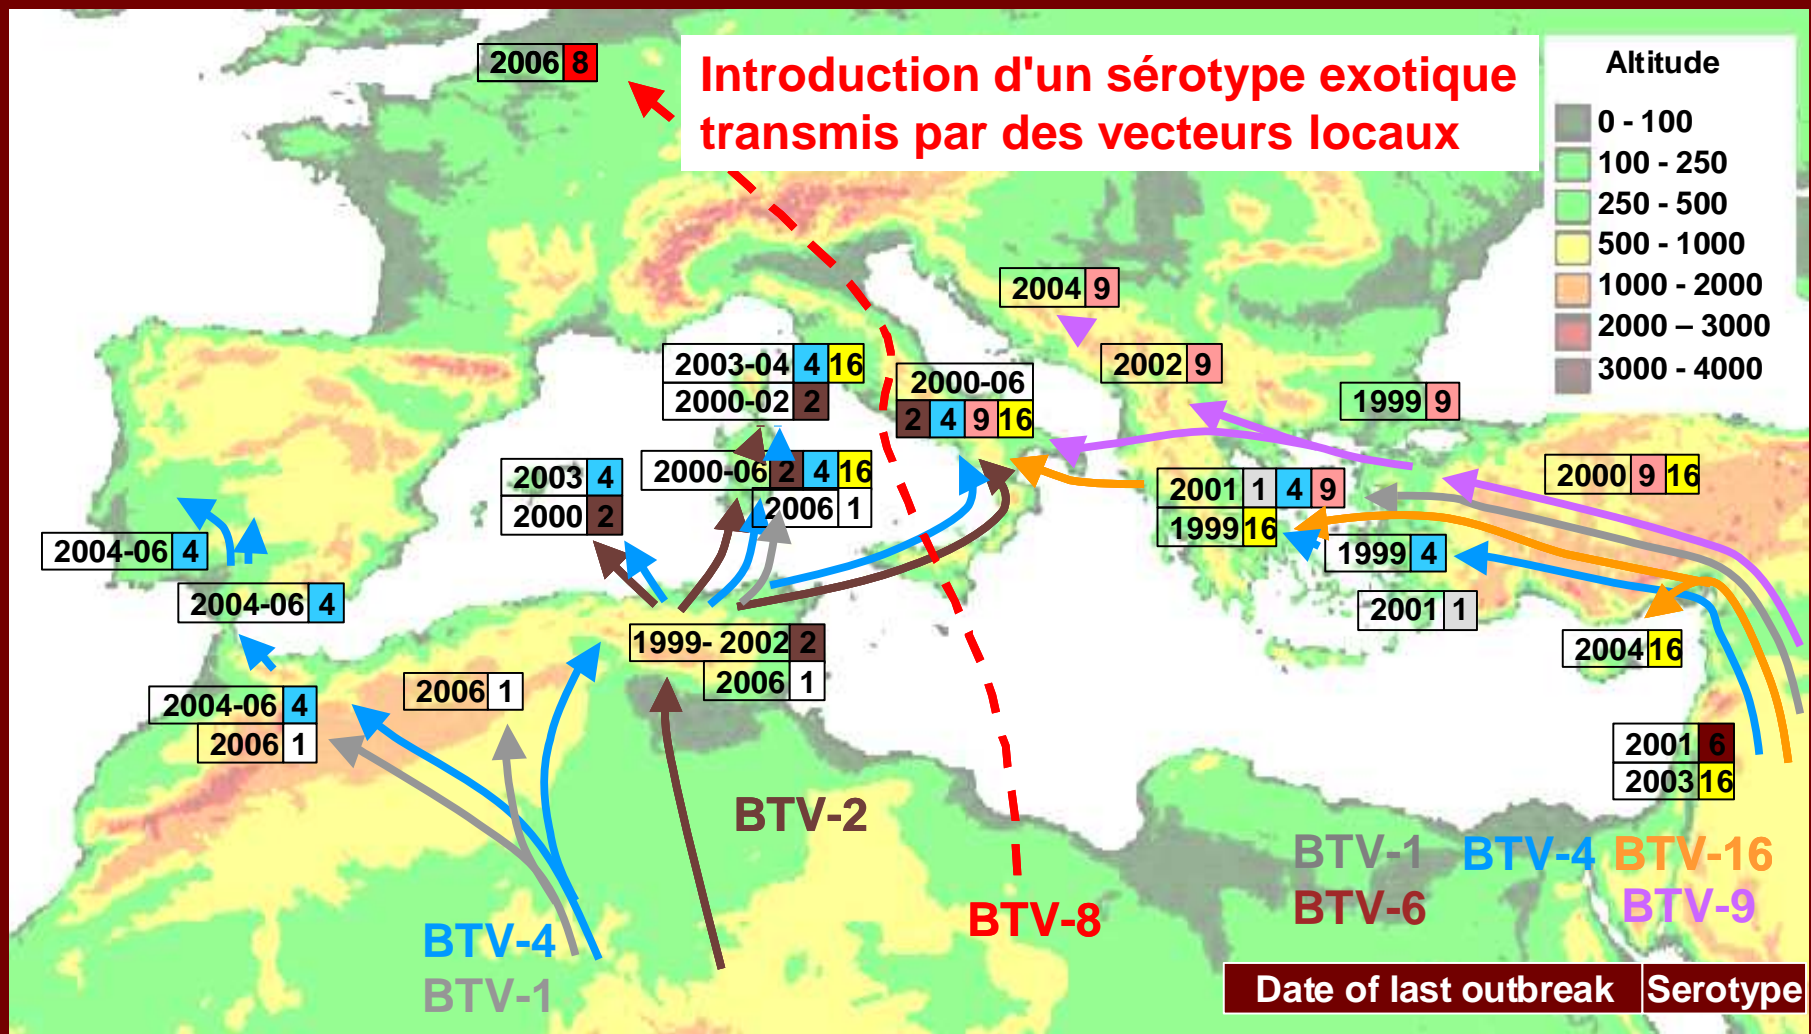 2006 8
Introduction d'un sérotype exotique
transmis par des vecteurs locaux
Altitude
0 - 100
100 - 250
250 - 500
500 - 1000
1000 - 2000
2000 – 3000
3000 - 4000
2004 9
2003-04 4 16
2000-02 2
2000-06
2 4 9 16
2002 9
1999 9
2003 4
2000 2
2000-06 2 4 16
2006 1
2001 1 4 9
1999 16
2000 9 16
2004-06 4
2004-06 4
1999 4
2001 1
1999- 2002 2
2006 1
2004 16
2004-06 4
2006 1
2006 1
2001 6
2003 16
BTV-2
BTV-1 BTV-4 BTV-16
BTV-6 BTV-9
BTV-8
BTV-4
BTV-1
Date of last outbreak Serotype